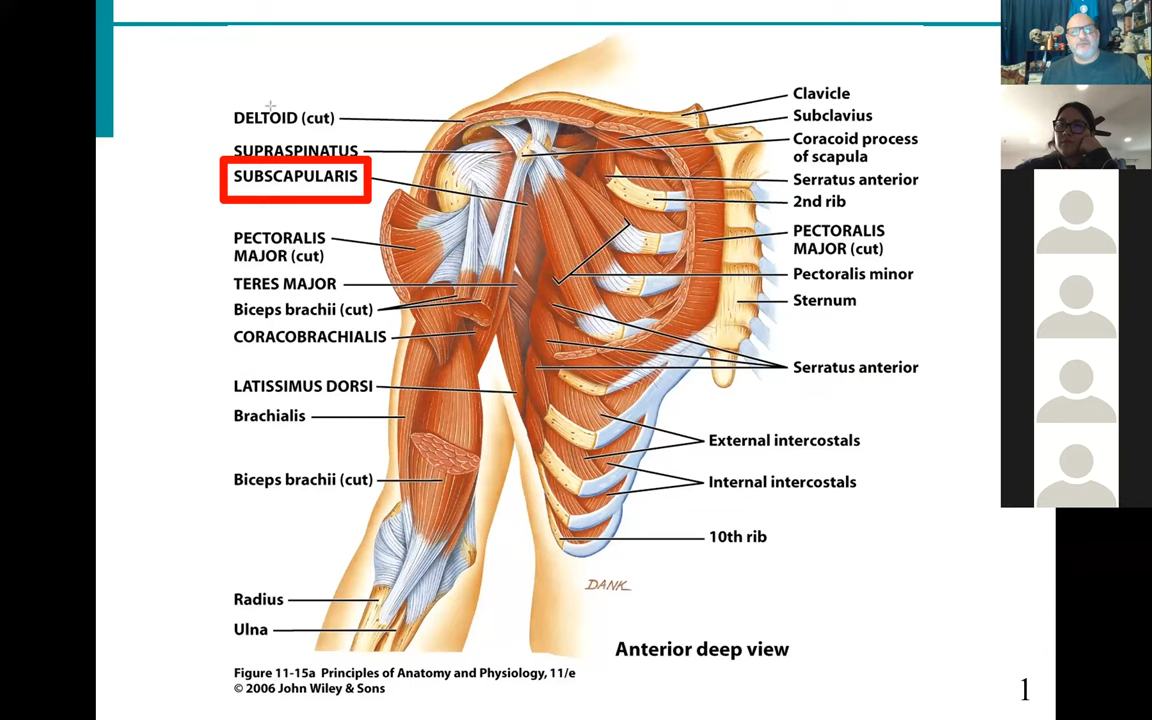 DELTOID (cut)
SUPRASPINATUS
SUBSCAPULARIS
PECTORALIS
MAJOR (cut)
TERES MAJOR
Biceps brachii (cut)
CORACOBRACHIALIS
LATISSIMUS DORSI
Brachialis
Biceps brachii (cut)
Radius
Ulna
Clavicle
Subclavius
Coracoid process
of scapula
Serratus anterior
2nd rib
PECTORALIS
MAJOR (cut)
Pectoralis minor
Sternum
Serratus anterior
External intercostals
Internal intercostals
10th rib
DANK
Anterior deep view
Figure 11-15a Principles of Anatomy and Physiology, 11/e
© 2006 John Wiley & Sons
1